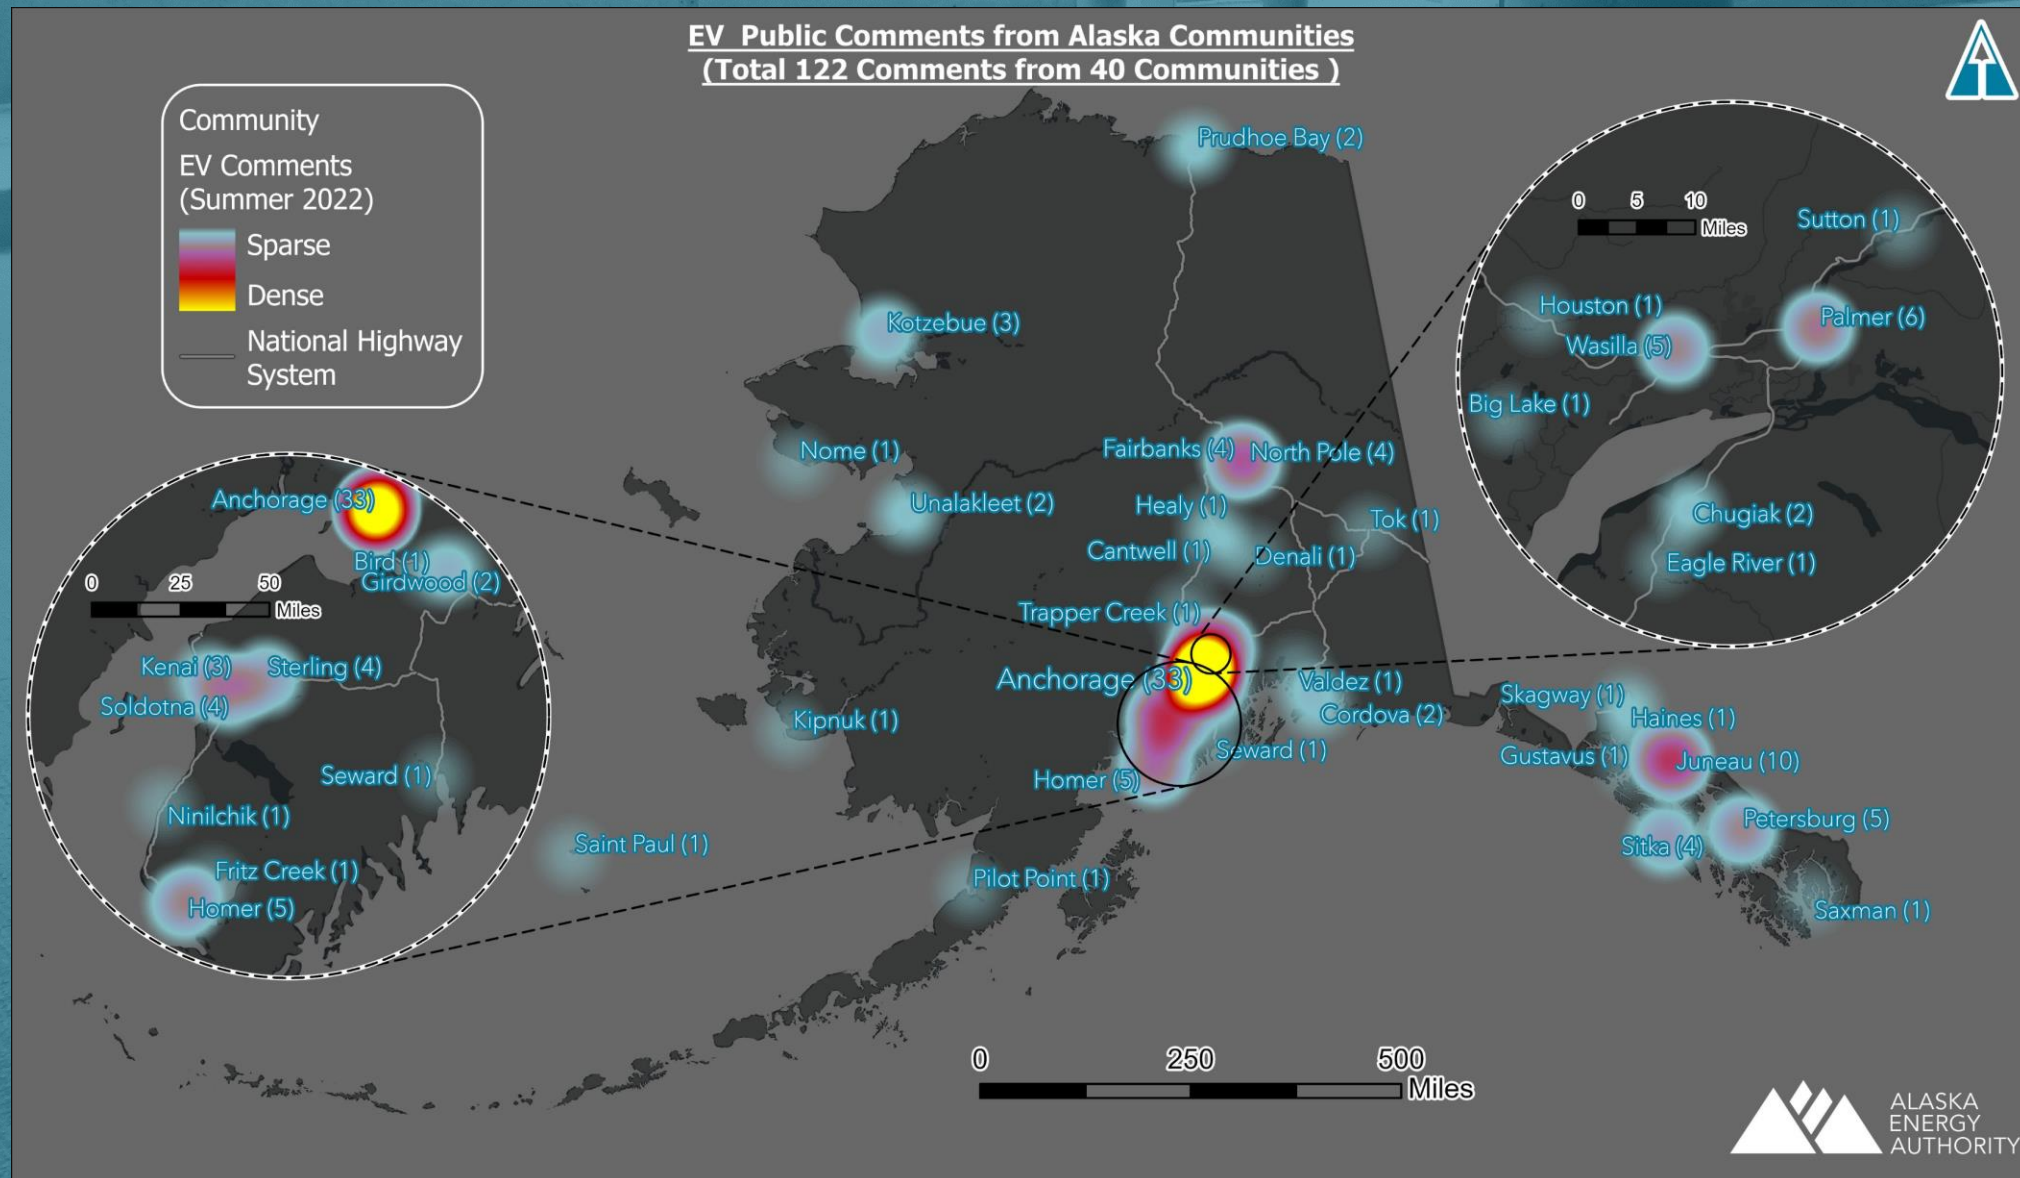 EV Public Comments from Alaska Communities
(Total 122 Comments from 40 Communities )
Community
EV Comments
(Summer 2022)
Sparse
Dense
National Highway
System
Prudhoe Bay (2)
Kotzebue (3)
Nome (1)
Unalakleet (2)
Fairbanks (4)
North Pole (4)
Healy (1)
Tok (1)
Cantwell (1)
Denali (1)
Trapper Creek (1)
Anchorage (33)
Valdez (1)
Cordova (2)
Kipnuk (1)
Seward (1)
Homer (5)
Saint Paul (1)
Pilot Point (1)
Skagway (1)
Haines (1)
Gustavus (1)
Juneau (10)
Petersburg (5)
Sitka (4)
Saxman (1)
0 5 10
Miles
Sutton (1)
Houston (1)
Palmer (6)
Wasilla (5)
Big Lake (1)
Chugiak (2)
Eagle River (1)
Anchorage (33)
Bird (1)
Girdwood (2)
0 25 50
Miles
Kenai (3)
Sterling (4)
Soldotna (4)
Seward (1)
Ninilchik (1)
Fritz Creek (1)
Homer (5)
0 250 500
Miles
ALASKA
ENERGY
AUTHORITY